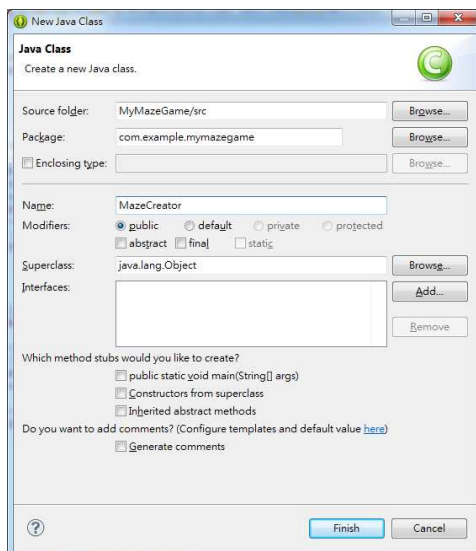 New Java Class
Java Class
Create a new Java class.
Source folder: MyMazeGame/src Browse...
Package: com.example.mymazegame Browse...
Enclosing type: Browse...
Name: MazeCreator
Modifiers: public default private protected
abstract final static
Superclass: java.lang.Object Browse...
Interfaces: Add...
Remove
Which method stubs would you like to create?
public static void main(String[] args)
Constructors from superclass
Inherited abstract methods
Do you want to add comments? (Configure templates and default value here)
Generate comments
? Finish Cancel